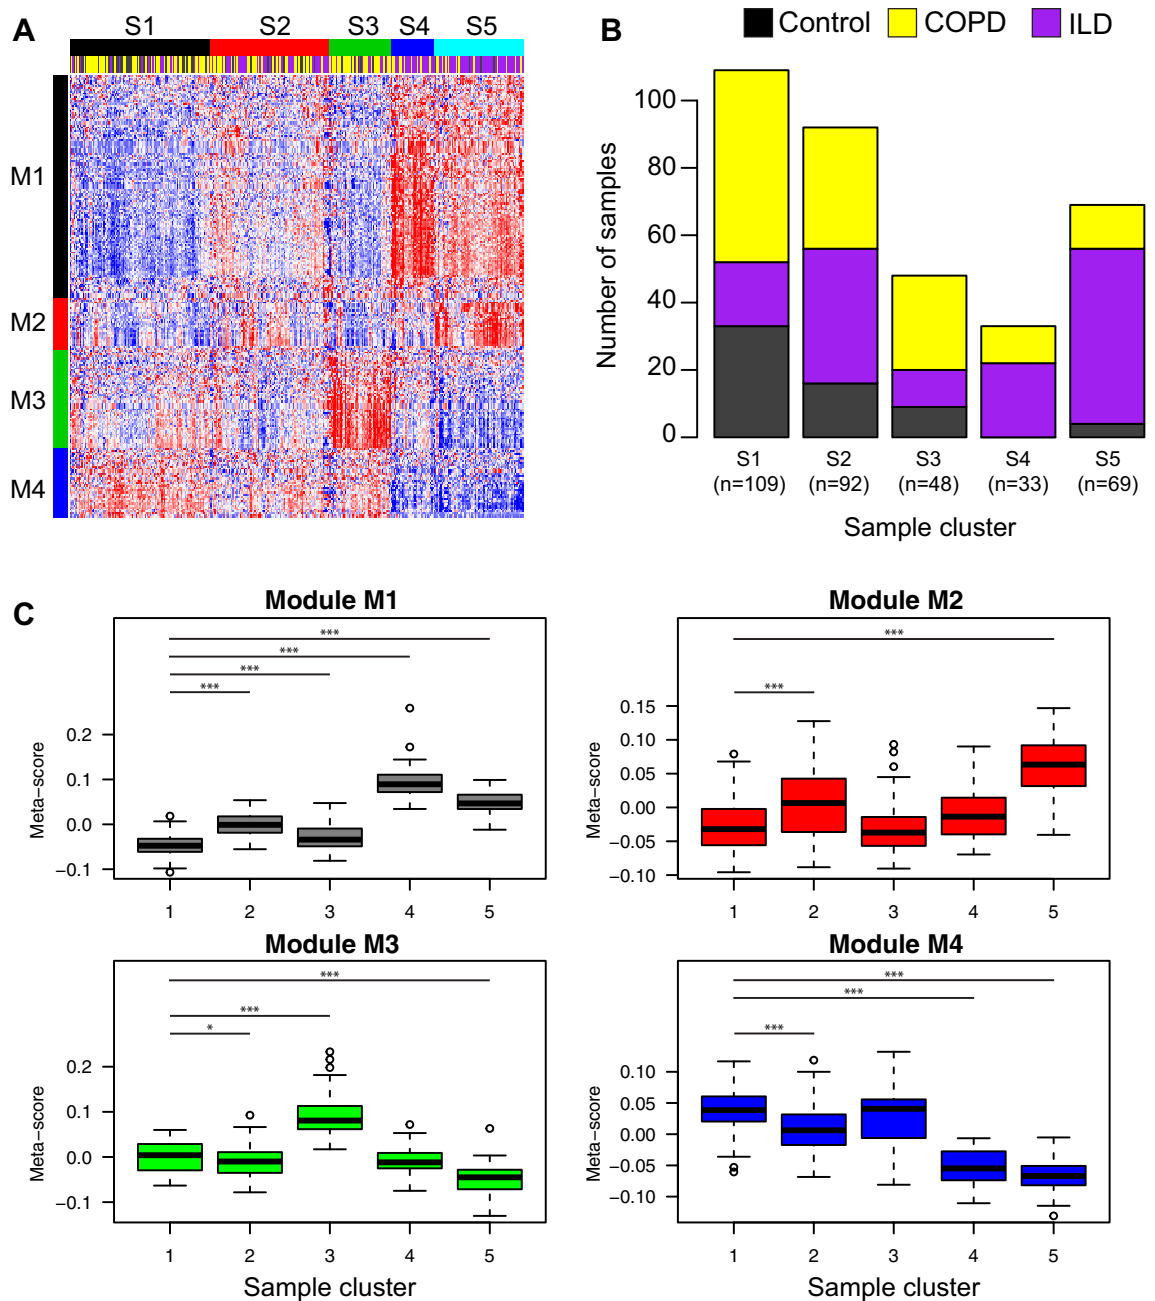 A
S1 S2 S3 S4 S5
M1
M2
M3
M4
B
Control COPD ILD
Number of samples
100
80
60
40
20
0
S1 S2 S3 S4 S5
(n=109) (n=92) (n=48) (n=33) (n=69)
Sample cluster
C
Module M1
***
***
***
***
Meta−score
0.2
0.1
0.0
−0.1
1 2 3 4 5
Module M2
***
***
Meta−score
0.15
0.10
0.05
0.00
−0.05
−0.10
1 2 3 4 5
Module M3
***
***
*
Meta−score
0.2
0.1
0.0
−0.1
1 2 3 4 5
Sample cluster
Module M4
***
***
***
Meta−score
0.10
0.05
0.00
−0.05
−0.10
1 2 3 4 5
Sample cluster